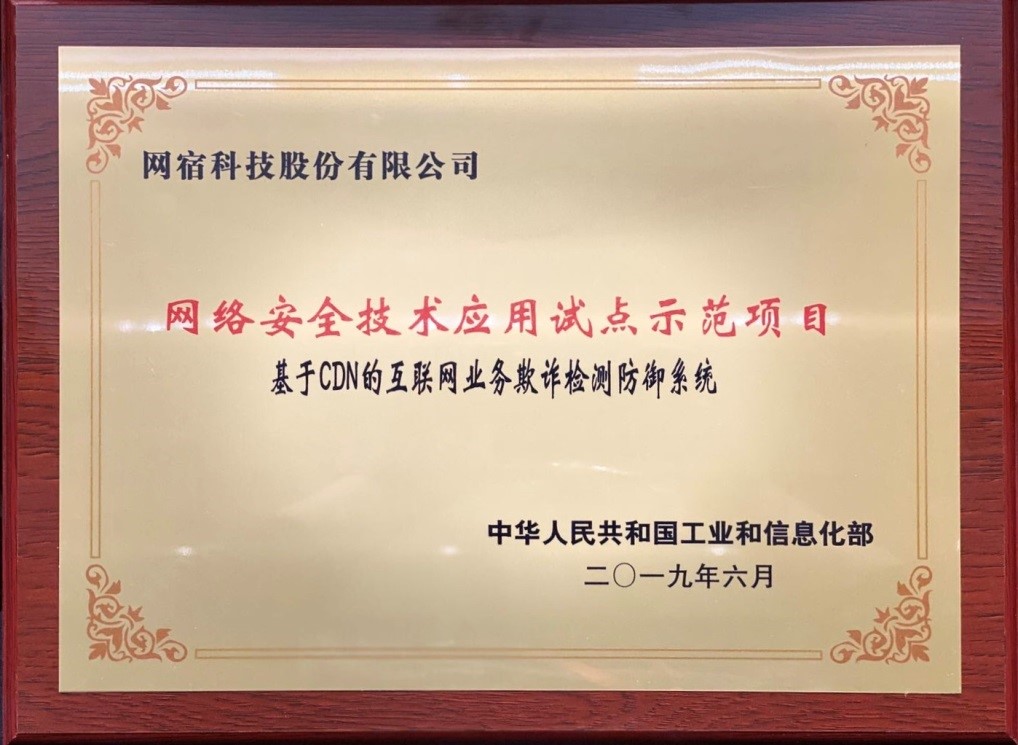 网宿科技股份有限公司
网络安全技术应用试点示范项目
基于CDN的互联网业务欺诈检测防御系统
中华人民共和国工业和信息化部
二〇一九年六月